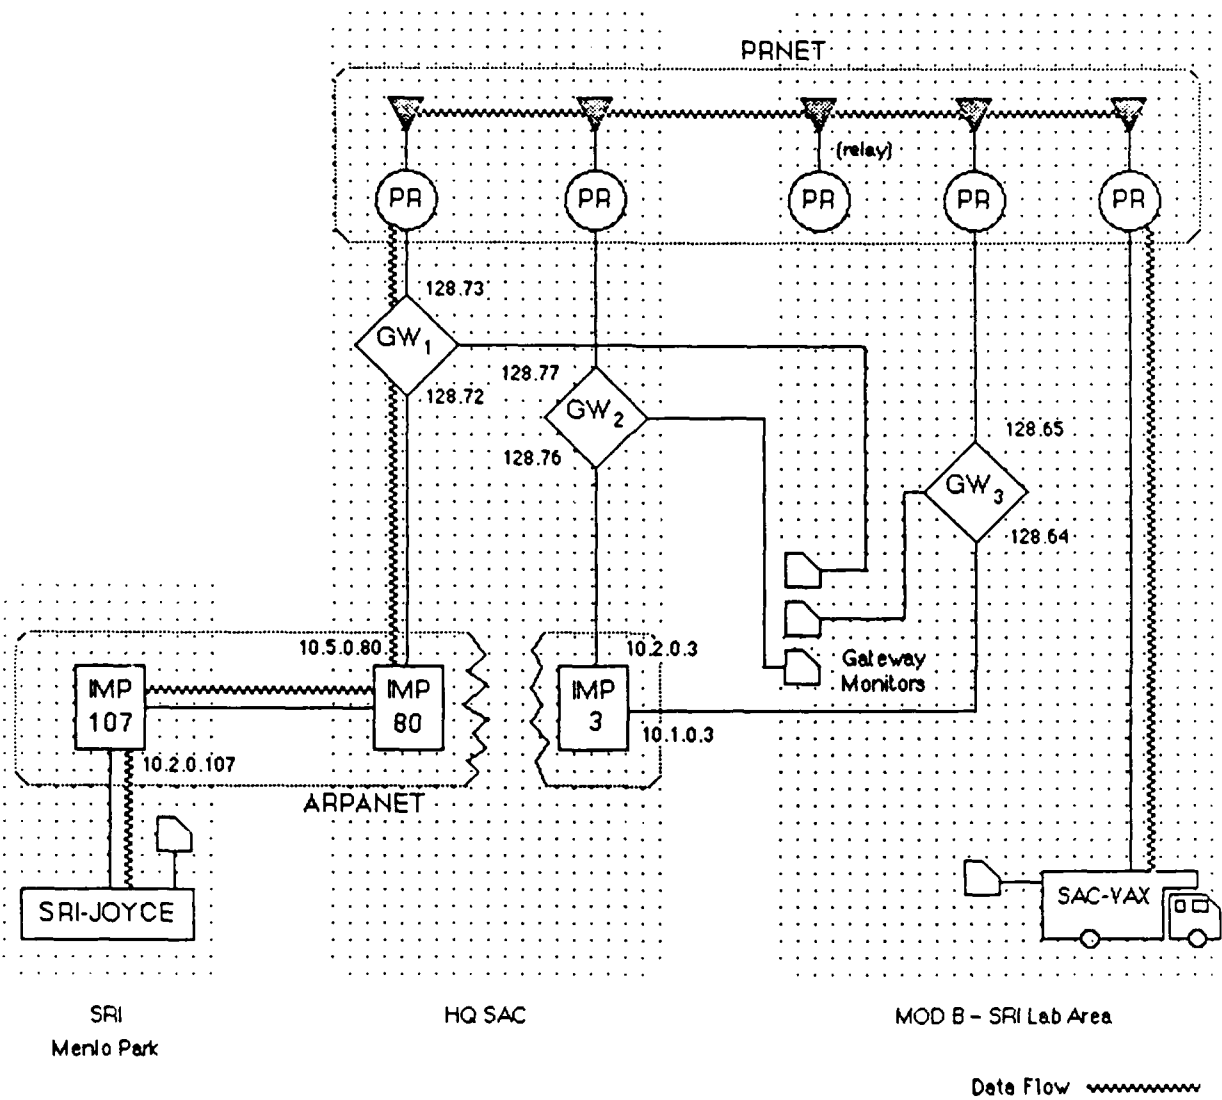 PRNET
(relay)
PR PR PR PR PR
128.73
GW1
128.72
128.77
GW2
128.76
128.65
GW3
128.64
Gateway
Monitors
10.5.0.80
10.2.0.3
IMP
107
IMP
80
IMP
3
10.1.0.3
10.2.0.107
ARPANET
SRI-JOYCE
SAC-VAX
SRI
Menlo Park
HQ SAC
MOD B - SRI Lab Area
Data Flow